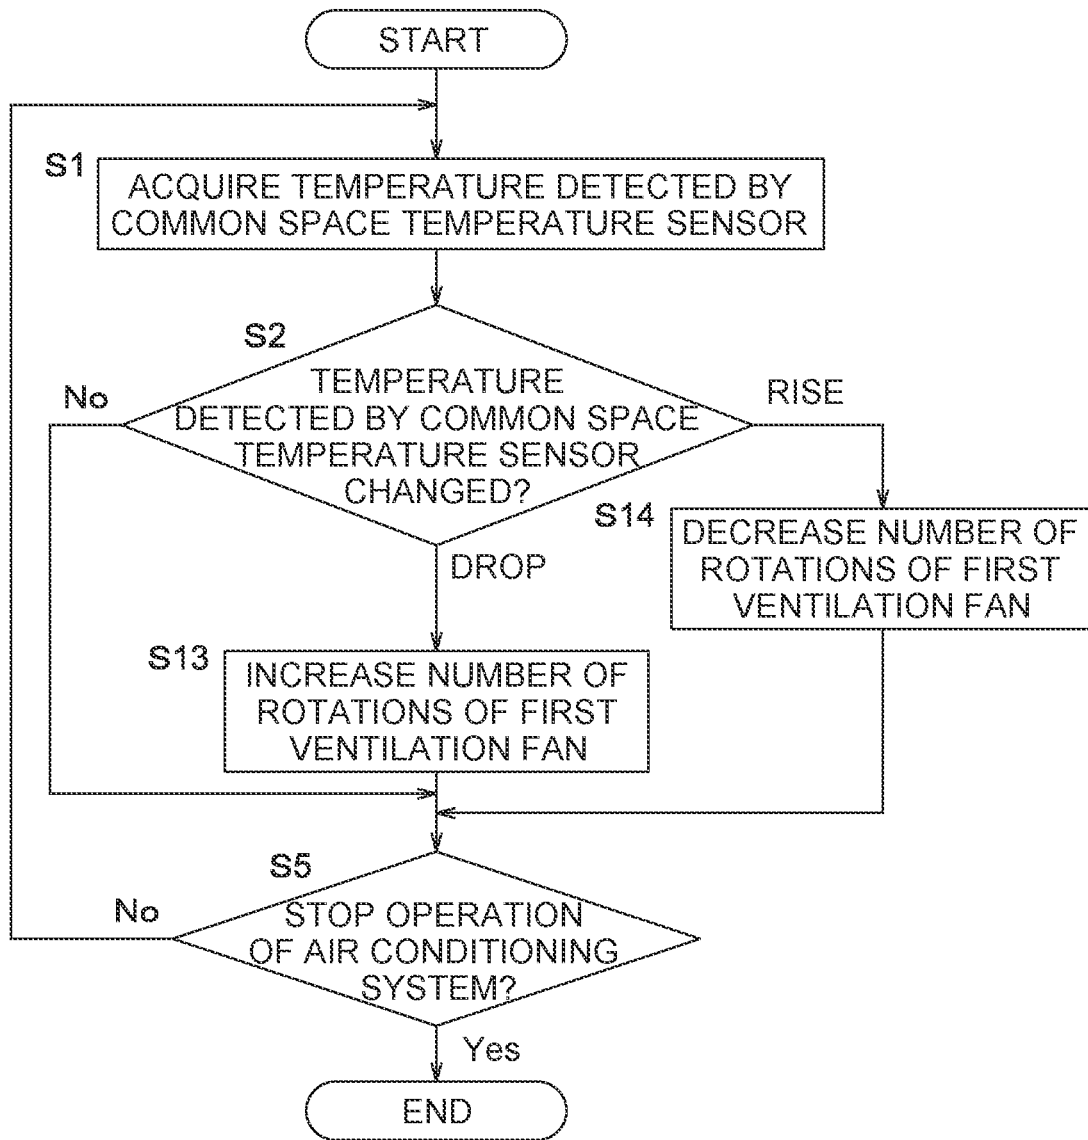 START
S1
ACQUIRE TEMPERATURE DETECTED BY
COMMON SPACE TEMPERATURE SENSOR
S2
No
TEMPERATURE
DETECTED BY COMMON SPACE
TEMPERATURE SENSOR
CHANGED?
RISE
S14
DECREASE NUMBER OF
ROTATIONS OF FIRST
VENTILATION FAN
DROP
S13
INCREASE NUMBER OF
ROTATIONS OF FIRST
VENTILATION FAN
S5
No
STOP OPERATION
OF AIR CONDITIONING
SYSTEM?
Yes
END